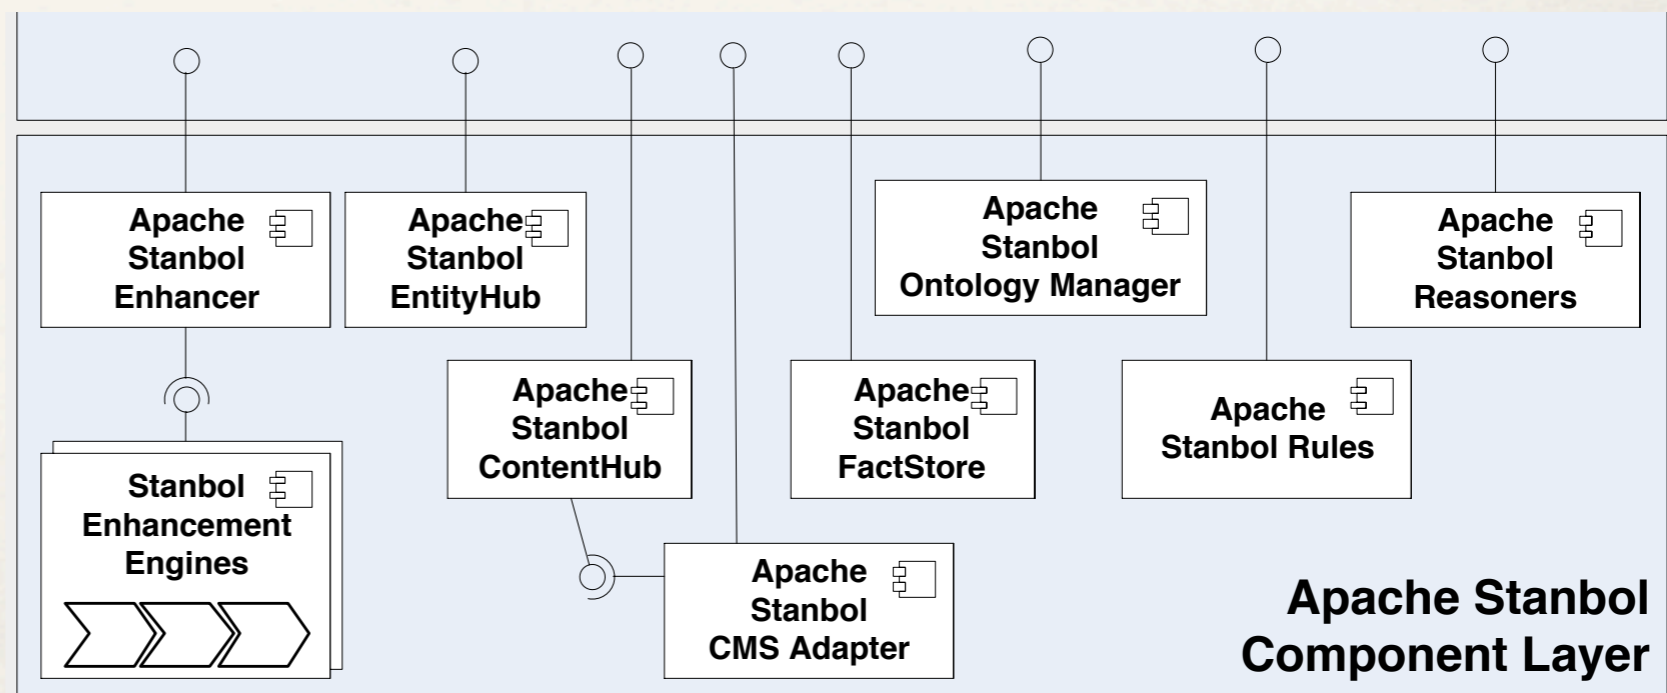 Apache
Stanbol
Enhancer
Apache
Stanbol
EntityHub
Apache
Stanbol
Ontology Manager
Apache
Stanbol
Reasoners
Apache
Stanbol
ContentHub
Apache
Stanbol
FactStore
Apache
Stanbol Rules
Stanbol
Enhancement
Engines
Apache
Stanbol
CMS Adapter
Apache Stanbol
Component Layer